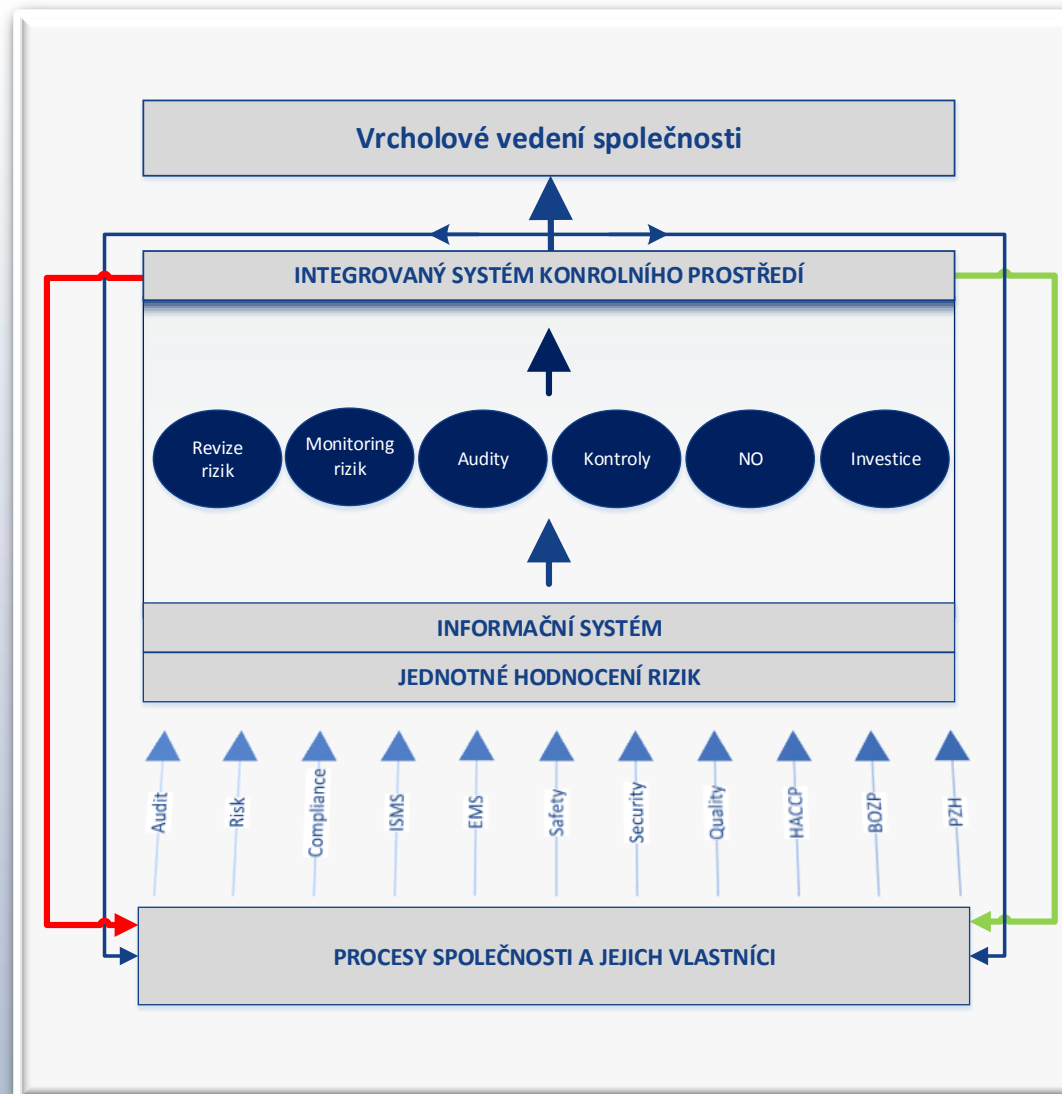 Vrcholové vedení společnosti
INTEGROVANÝ SYSTÉM KONROLNÍHO PROSTŘEDÍ
Revize
rizik
Monitoring
rizik
Audity
Kontroly
NO
Investice
INFORMAČNÍ SYSTÉM
JEDNOTNÉ HODNOCENÍ RIZIK
Audit
Risk
Compliance
ISMS
EMS
Safety
Security
Quality
HACCP
BOZP
PZH
PROCESY SPOLEČNOSTI A JEJICH VLASTNÍCI